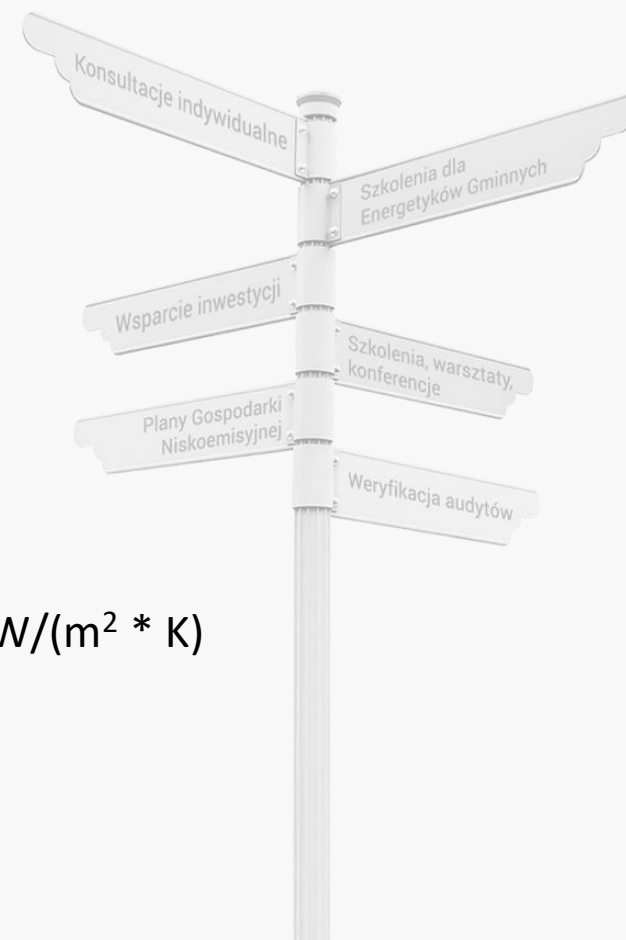 Konsultacje indywidualne
Szkolenia dla
Energetyków Gminnych
Wsparcie inwestycji
Szkolenia, warsztaty,
konferencje
Plany Gospodarki
Niskoemisyjnej
Weryfikacja audytów
W/(m² * K)